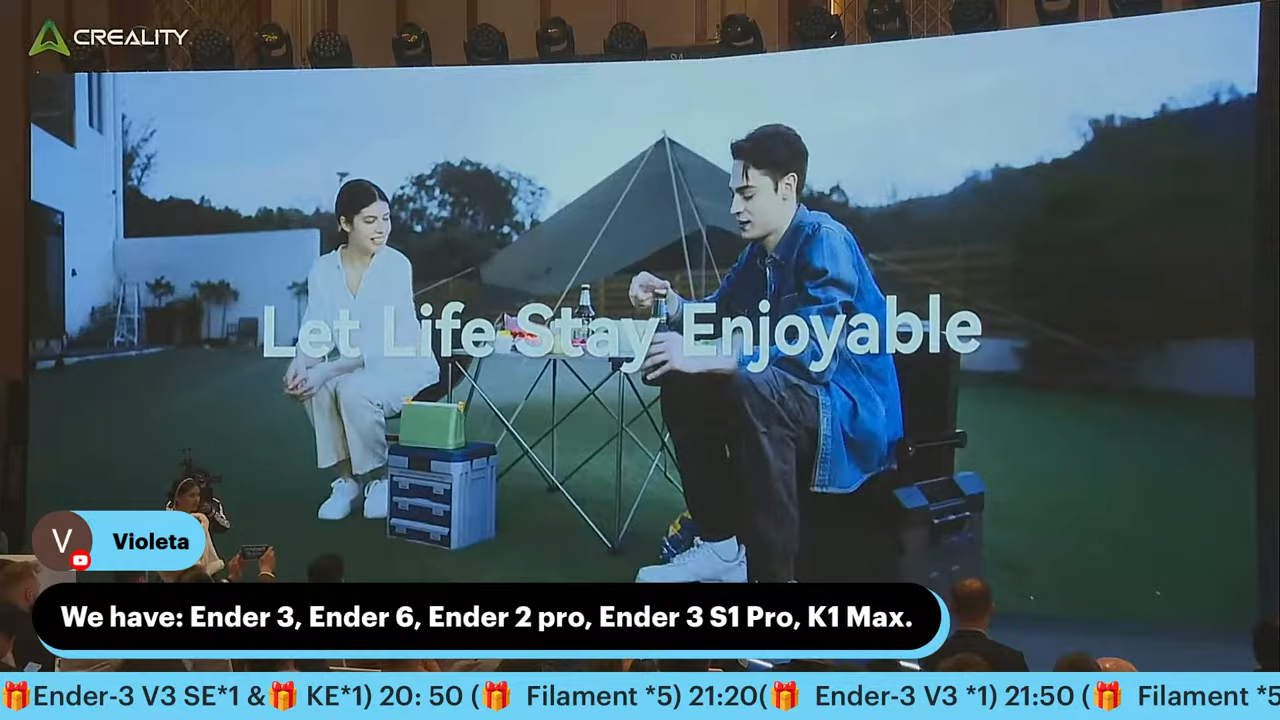 CREALITY
Let Life Stay Enjoyable
V
Violeta
We have: Ender 3, Ender 6, Ender 2 pro, Ender 3 S1 Pro, K1 Max.
🎁Ender-3 V3 SE*1 &🎁 KE*1) 20: 50 (🎁 Filament *5) 21:20(🎁 Ender-3 V3 *1) 21:50 (🎁 Filament *5